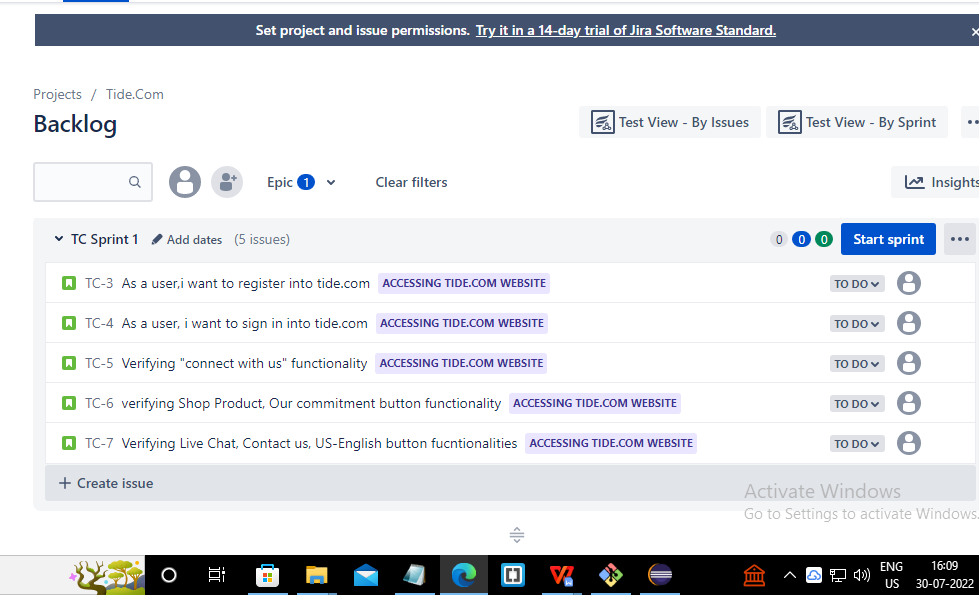 Set project and issue permissions. Try it in a 14-day trial of Jira Software Standard.
Projects / Tide.Com
Backlog
Test View - By Issues
Test View - By Sprint
Epic 1
Clear filters
Insights
TC Sprint 1 Add dates (5 issues) 0 0 0 Start sprint
TC-3 As a user,i want to register into tide.com ACCESSING TIDE.COM WEBSITE TO DO
TC-4 As a user, i want to sign in into tide.com ACCESSING TIDE.COM WEBSITE TO DO
TC-5 Verifying "connect with us" functionality ACCESSING TIDE.COM WEBSITE TO DO
TC-6 verifying Shop Product, Our commitment button functionality ACCESSING TIDE.COM WEBSITE TO DO
TC-7 Verifying Live Chat, Contact us, US-English button fucntionalities ACCESSING TIDE.COM WEBSITE TO DO
+ Create issue
Activate Windows
Go to Settings to activate Windows.
ENG
US
16:09
30-07-2022